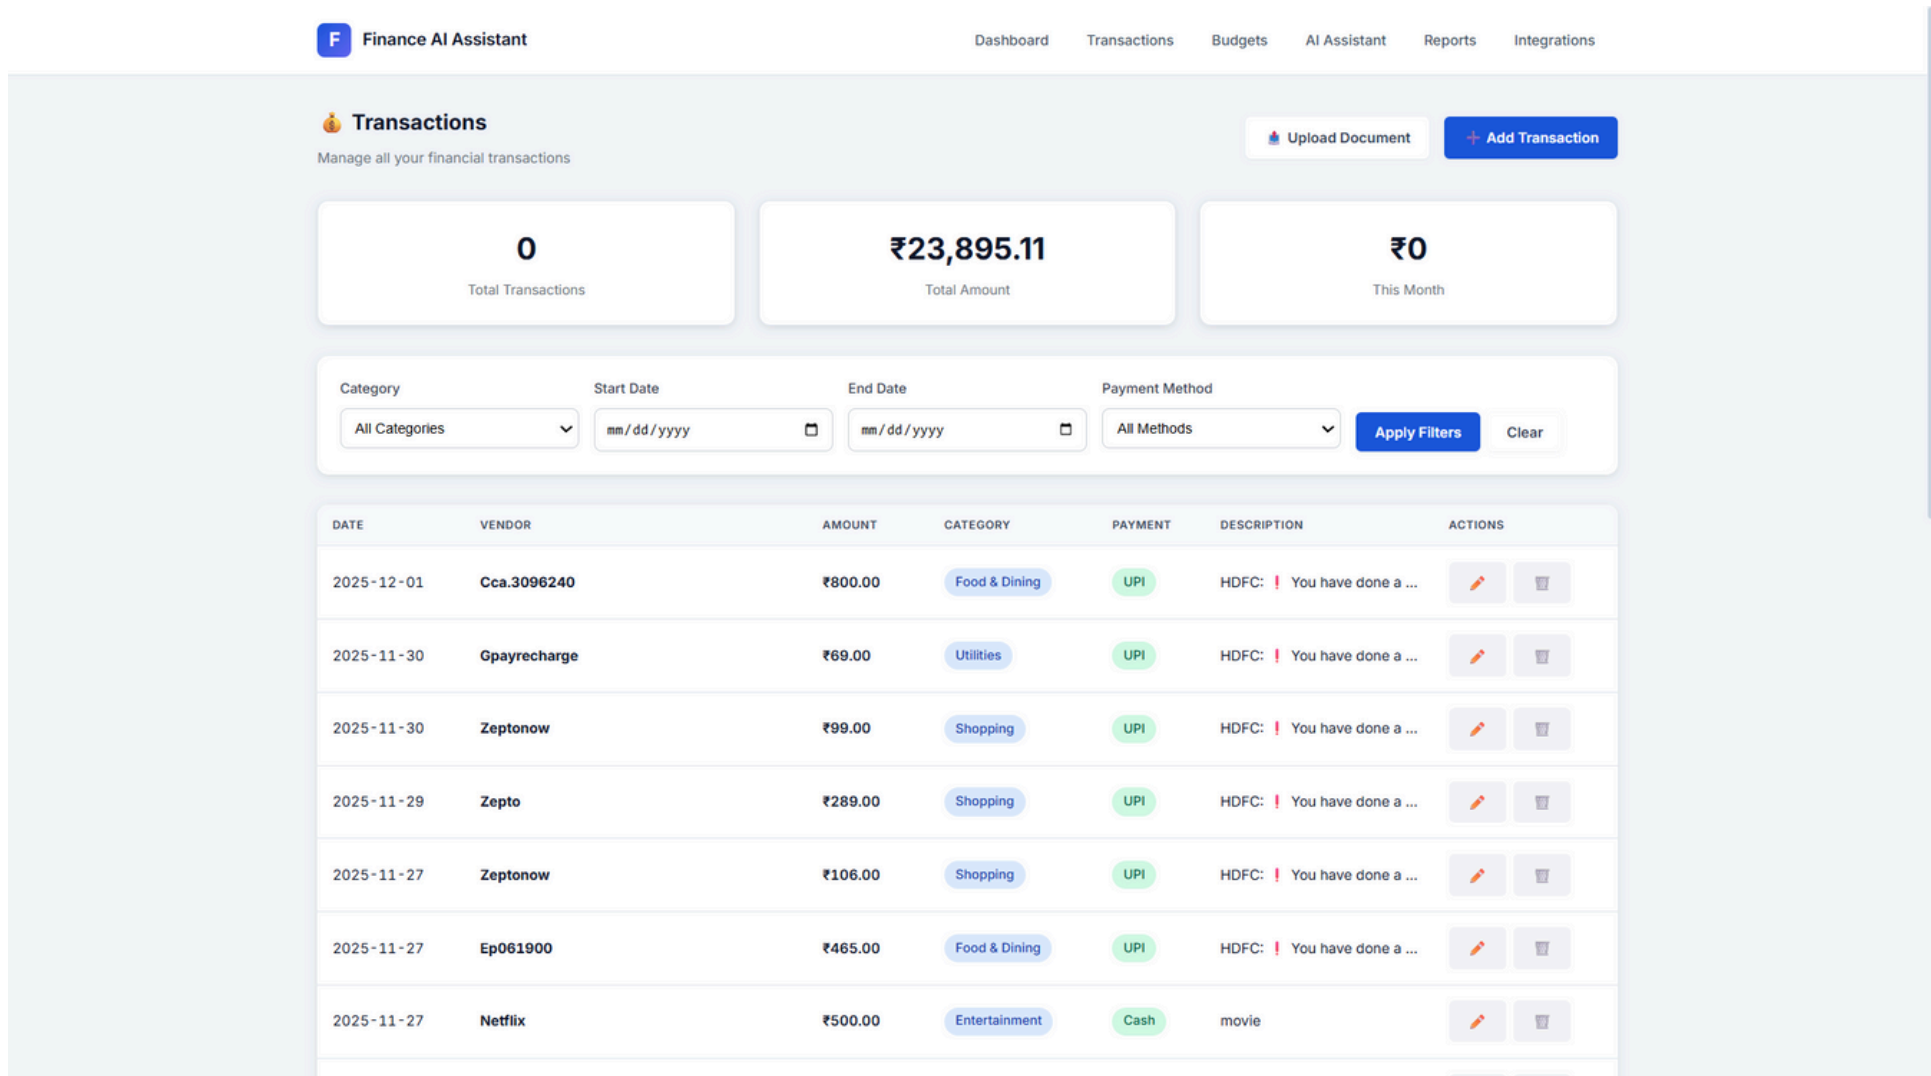 F Finance AI Assistant Dashboard Transactions Budgets AI Assistant Reports Integrations
Transactions
Manage all your financial transactions
Upload Document Add Transaction
0 ₹23,895.11 ₹0
Total Transactions Total Amount This Month
Category Start Date End Date Payment Method
All Categories mm/dd/yyyy mm/dd/yyyy All Methods Apply Filters Clear
DATE VENDOR AMOUNT CATEGORY PAYMENT DESCRIPTION ACTIONS
2025-12-01 Cca.3096240 ₹800.00 Food & Dining UPI HDFC: ❗ You have done a ...
2025-11-30 Gpayrecharge ₹69.00 Utilities UPI HDFC: ❗ You have done a ...
2025-11-30 Zeptonow ₹99.00 Shopping UPI HDFC: ❗ You have done a ...
2025-11-29 Zepto ₹289.00 Shopping UPI HDFC: ❗ You have done a ...
2025-11-27 Zeptonow ₹106.00 Shopping UPI HDFC: ❗ You have done a ...
2025-11-27 Ep061900 ₹465.00 Food & Dining UPI HDFC: ❗ You have done a ...
2025-11-27 Netflix ₹500.00 Entertainment Cash movie